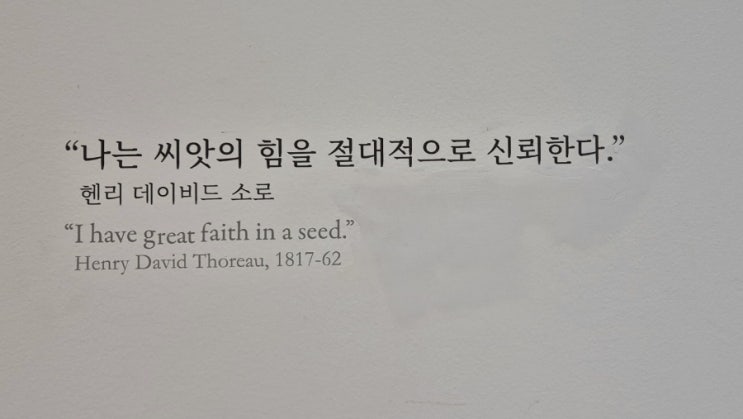 “나는 씨앗의 힘을 절대적으로 신뢰한다.”
헨리 데이비드 소로
“I have great faith in a seed.”
Henry David Thoreau, 1817-62